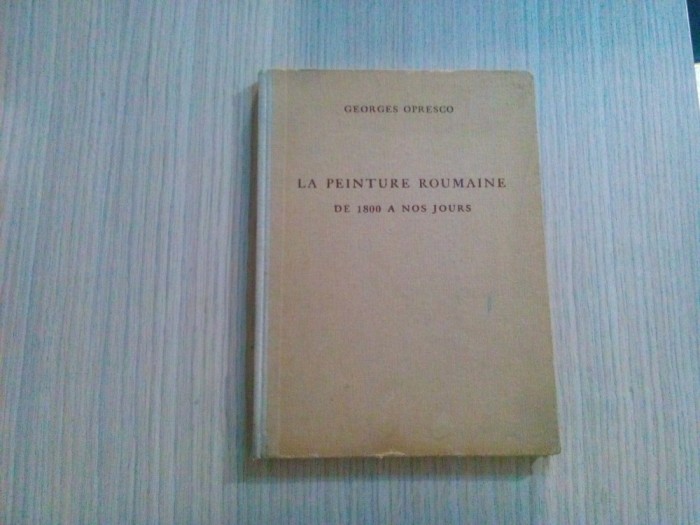 GEORGES OPRESCO
LA PEINTURE ROUMAINE
DE 1800 A NOS JOURS